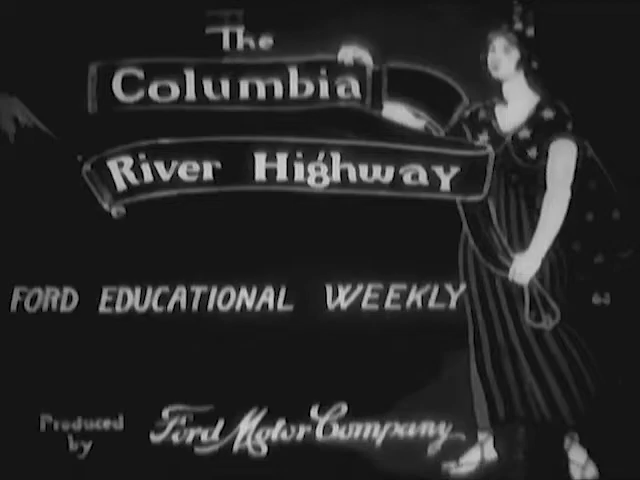 The
Columbia
River Highway
FORD EDUCATIONAL WEEKLY
Produced
by
Ford Motor Company